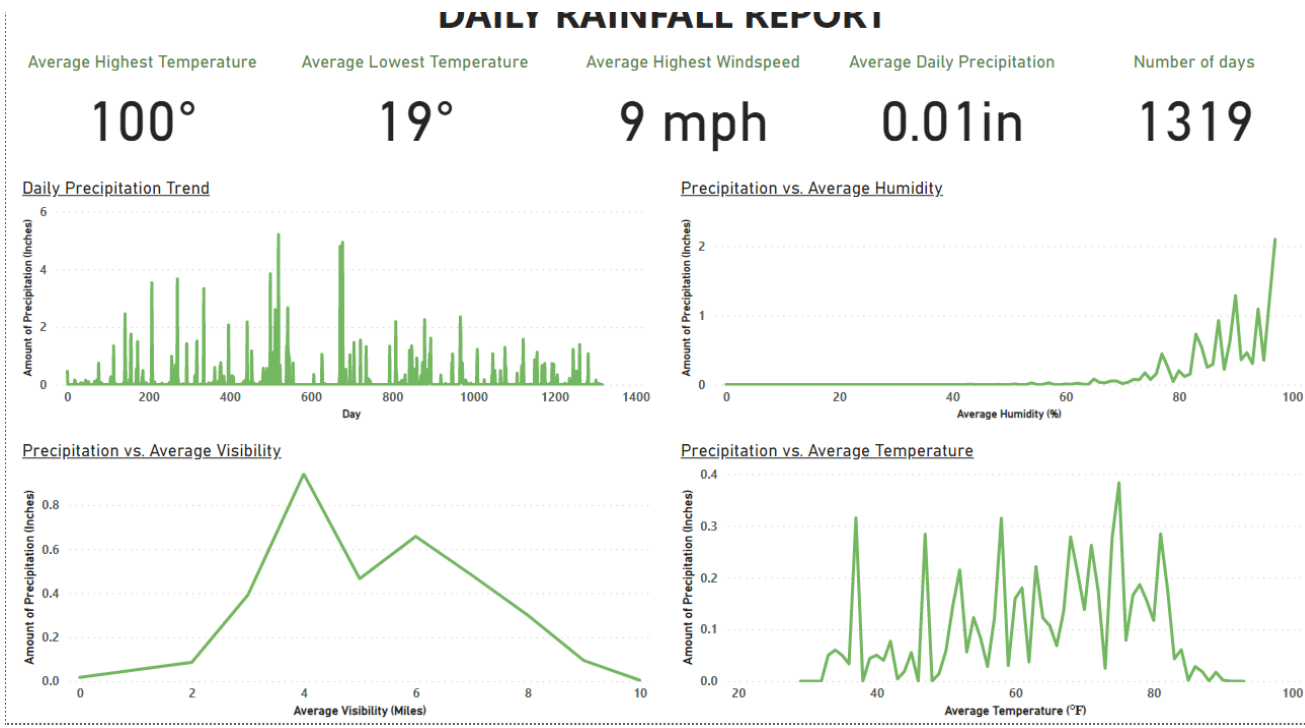 DAILY RAINFALL REPORT
Average Highest Temperature
100°
Average Lowest Temperature
19°
Average Highest Windspeed
9 mph
Average Daily Precipitation
0.01in
Number of days
1319
Daily Precipitation Trend
Amount of Precipitation (Inches)
6
4
2
0
0 200 400 600 800 1000 1200 1400
Day
Precipitation vs. Average Humidity
Amount of Precipitation (Inches)
2
1
0
0 20 40 60 80 100
Average Humidity (%)
Precipitation vs. Average Visibility
Amount of Precipitation (Inches)
0.8
0.6
0.4
0.2
0.0
0 2 4 6 8 10
Average Visibility (Miles)
Precipitation vs. Average Temperature
Amount of Precipitation (Inches)
0.4
0.3
0.2
0.1
0.0
20 40 60 80 100
Average Temperature (°F)